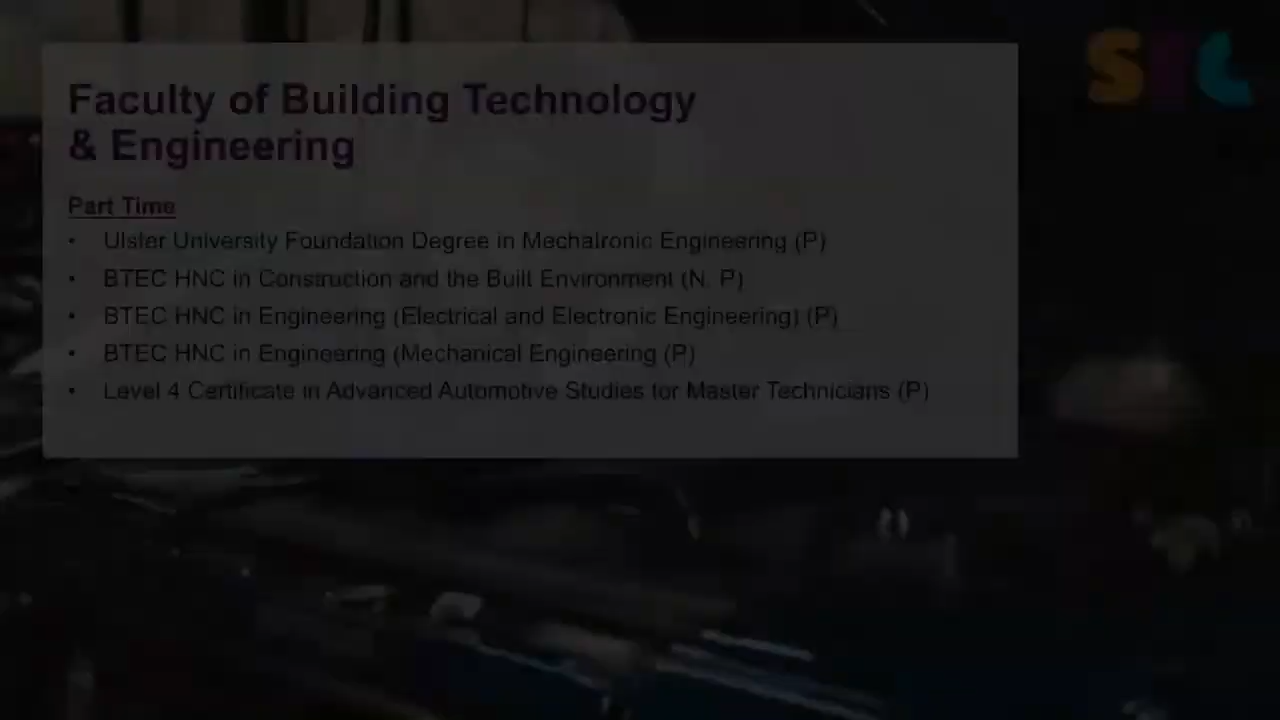 SRC
Faculty of Building Technology
& Engineering
Part Time
• Ulster University Foundation Degree in Mechatronic Engineering (P)
• BTEC HNC in Construction and the Built Environment (N, P)
• BTEC HNC in Engineering (Electrical and Electronic Engineering) (P)
• BTEC HNC in Engineering (Mechanical Engineering (P)
• Level 4 Certificate in Advanced Automotive Studies for Master Technicians (P)